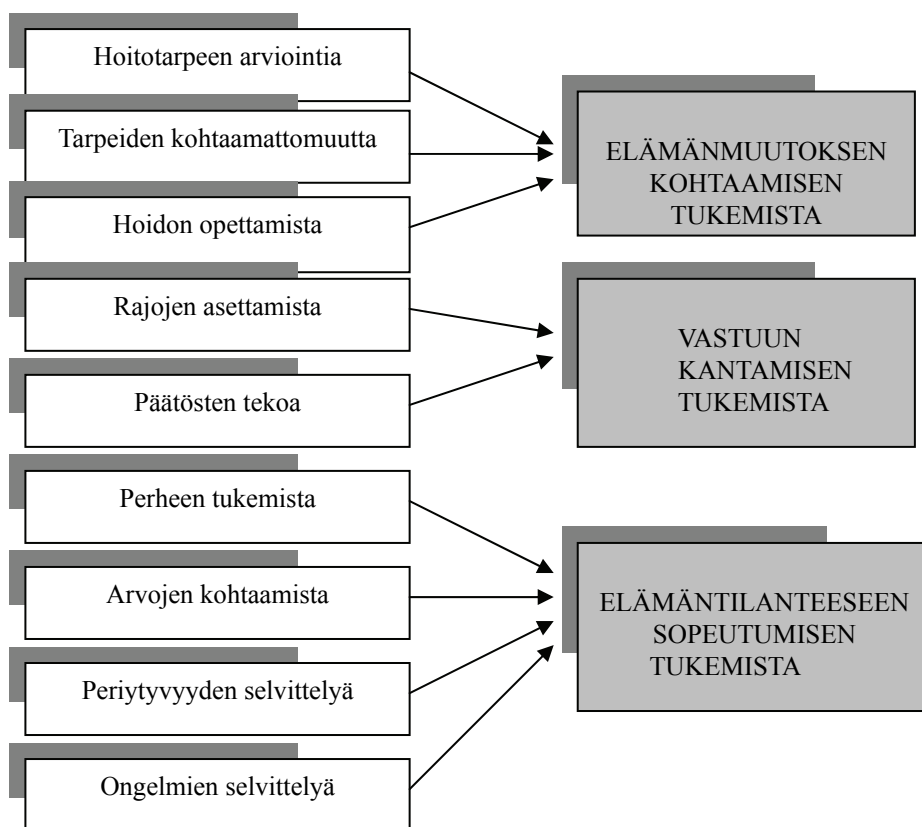 Hoitotarpeen arviointia
Tarpeiden kohtaamattomuutta
Hoidon opettamista
Rajojen asettamista
Päätösten tekoa
Perheen tukemista
Arvojen kohtaamista
Periytyvyyden selvittelyä
Ongelmien selvittelyä
ELÄMÄNMUUTOKSEN
KOHTAAMISEN
TUKEMISTA
VASTUUN
KANTAMISEN
TUKEMISTA
ELÄMÄNTILANTEESEEN
SOPEUTUMISEN
TUKEMISTA